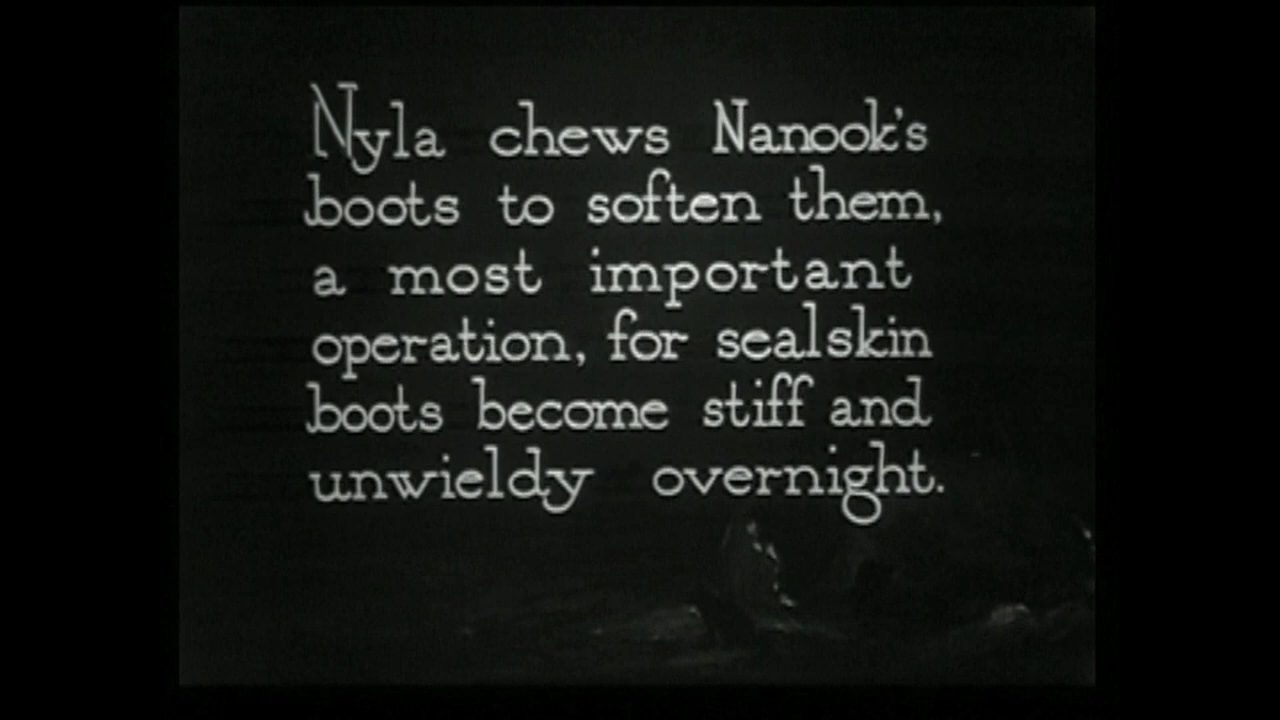 Nyla chews Nanook's
boots to soften them,
a most important
operation, for sealskin
boots become stiff and
unwieldy overnight.